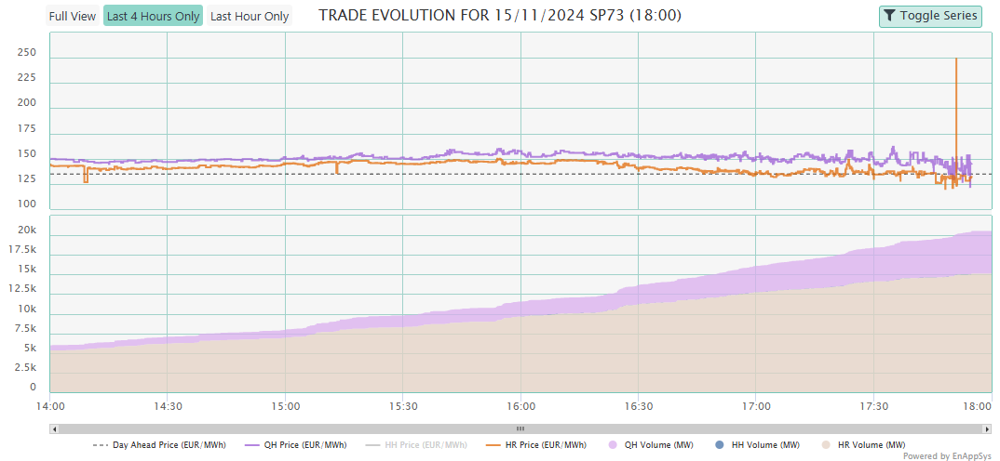 Full View Last 4 Hours Only Last Hour Only TRADE EVOLUTION FOR 15/11/2024 SP73 (18:00) Toggle Series
250
225
200
175
150
125
100
20k
17.5k
15k
12.5k
10k
7.5k
5k
2.5k
0
14:00 14:30 15:00 15:30 16:00 16:30 17:00 17:30 18:00
Day Ahead Price (EUR/MWh) QH Price (EUR/MWh) HH Price (EUR/MWh) HR Price (EUR/MWh) QH Volume (MW) HH Volume (MW) HR Volume (MW)
Powered by EnAppSys